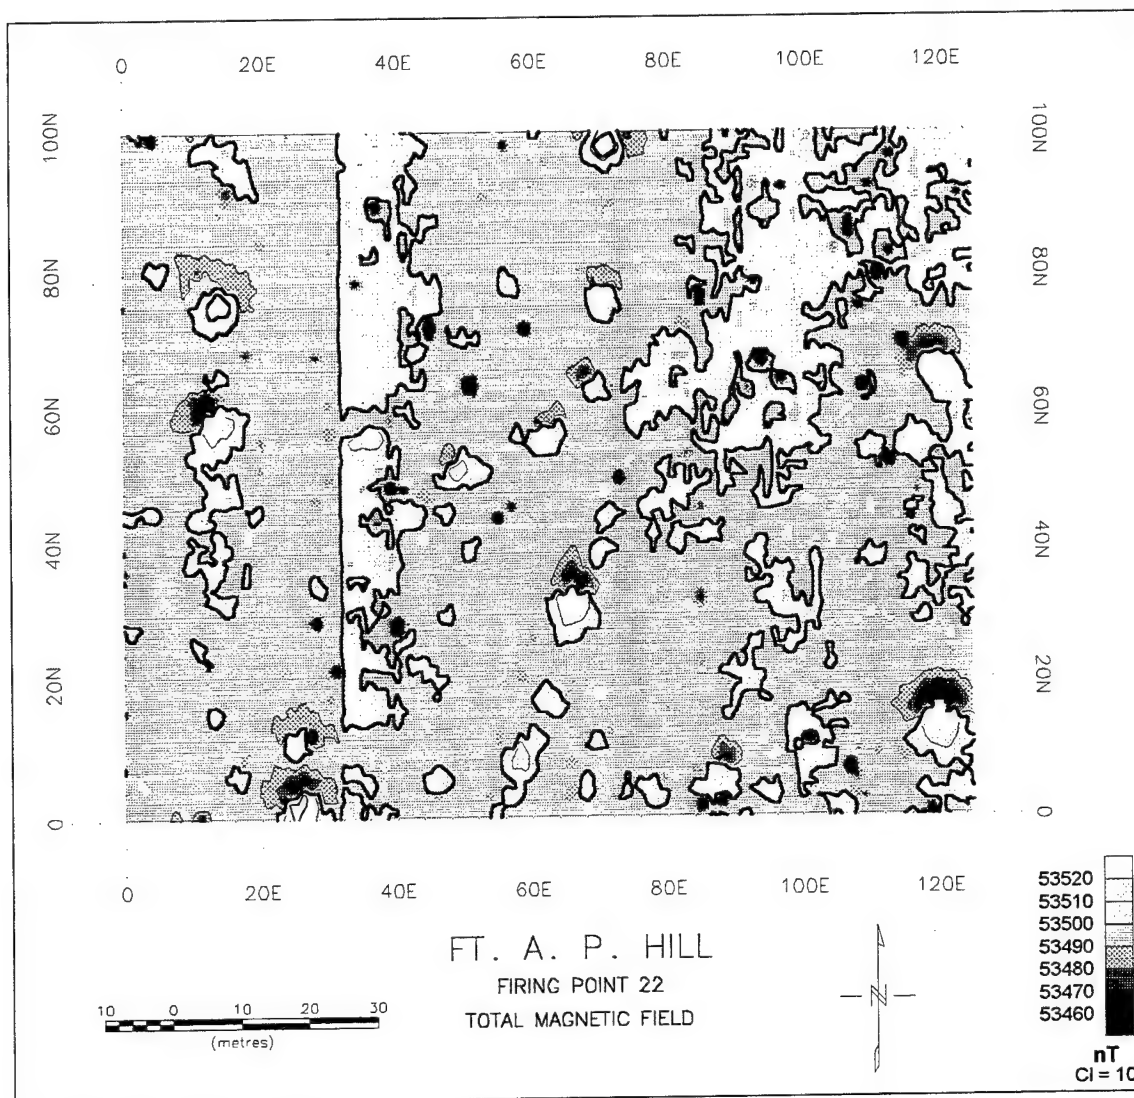 0 20E 40E 60E 80E 100E 120E
100N 100N
80N 80N
60N 60N
40N 40N
20N 20N
0 0
0 20E 40E 60E 80E 100E 120E
53520
53510
53500
53490
53480
53470
53460
nT
CI = 10
FT. A. P. HILL
FIRING POINT 22
TOTAL MAGNETIC FIELD
N
10 0 10 20 30
(metres)